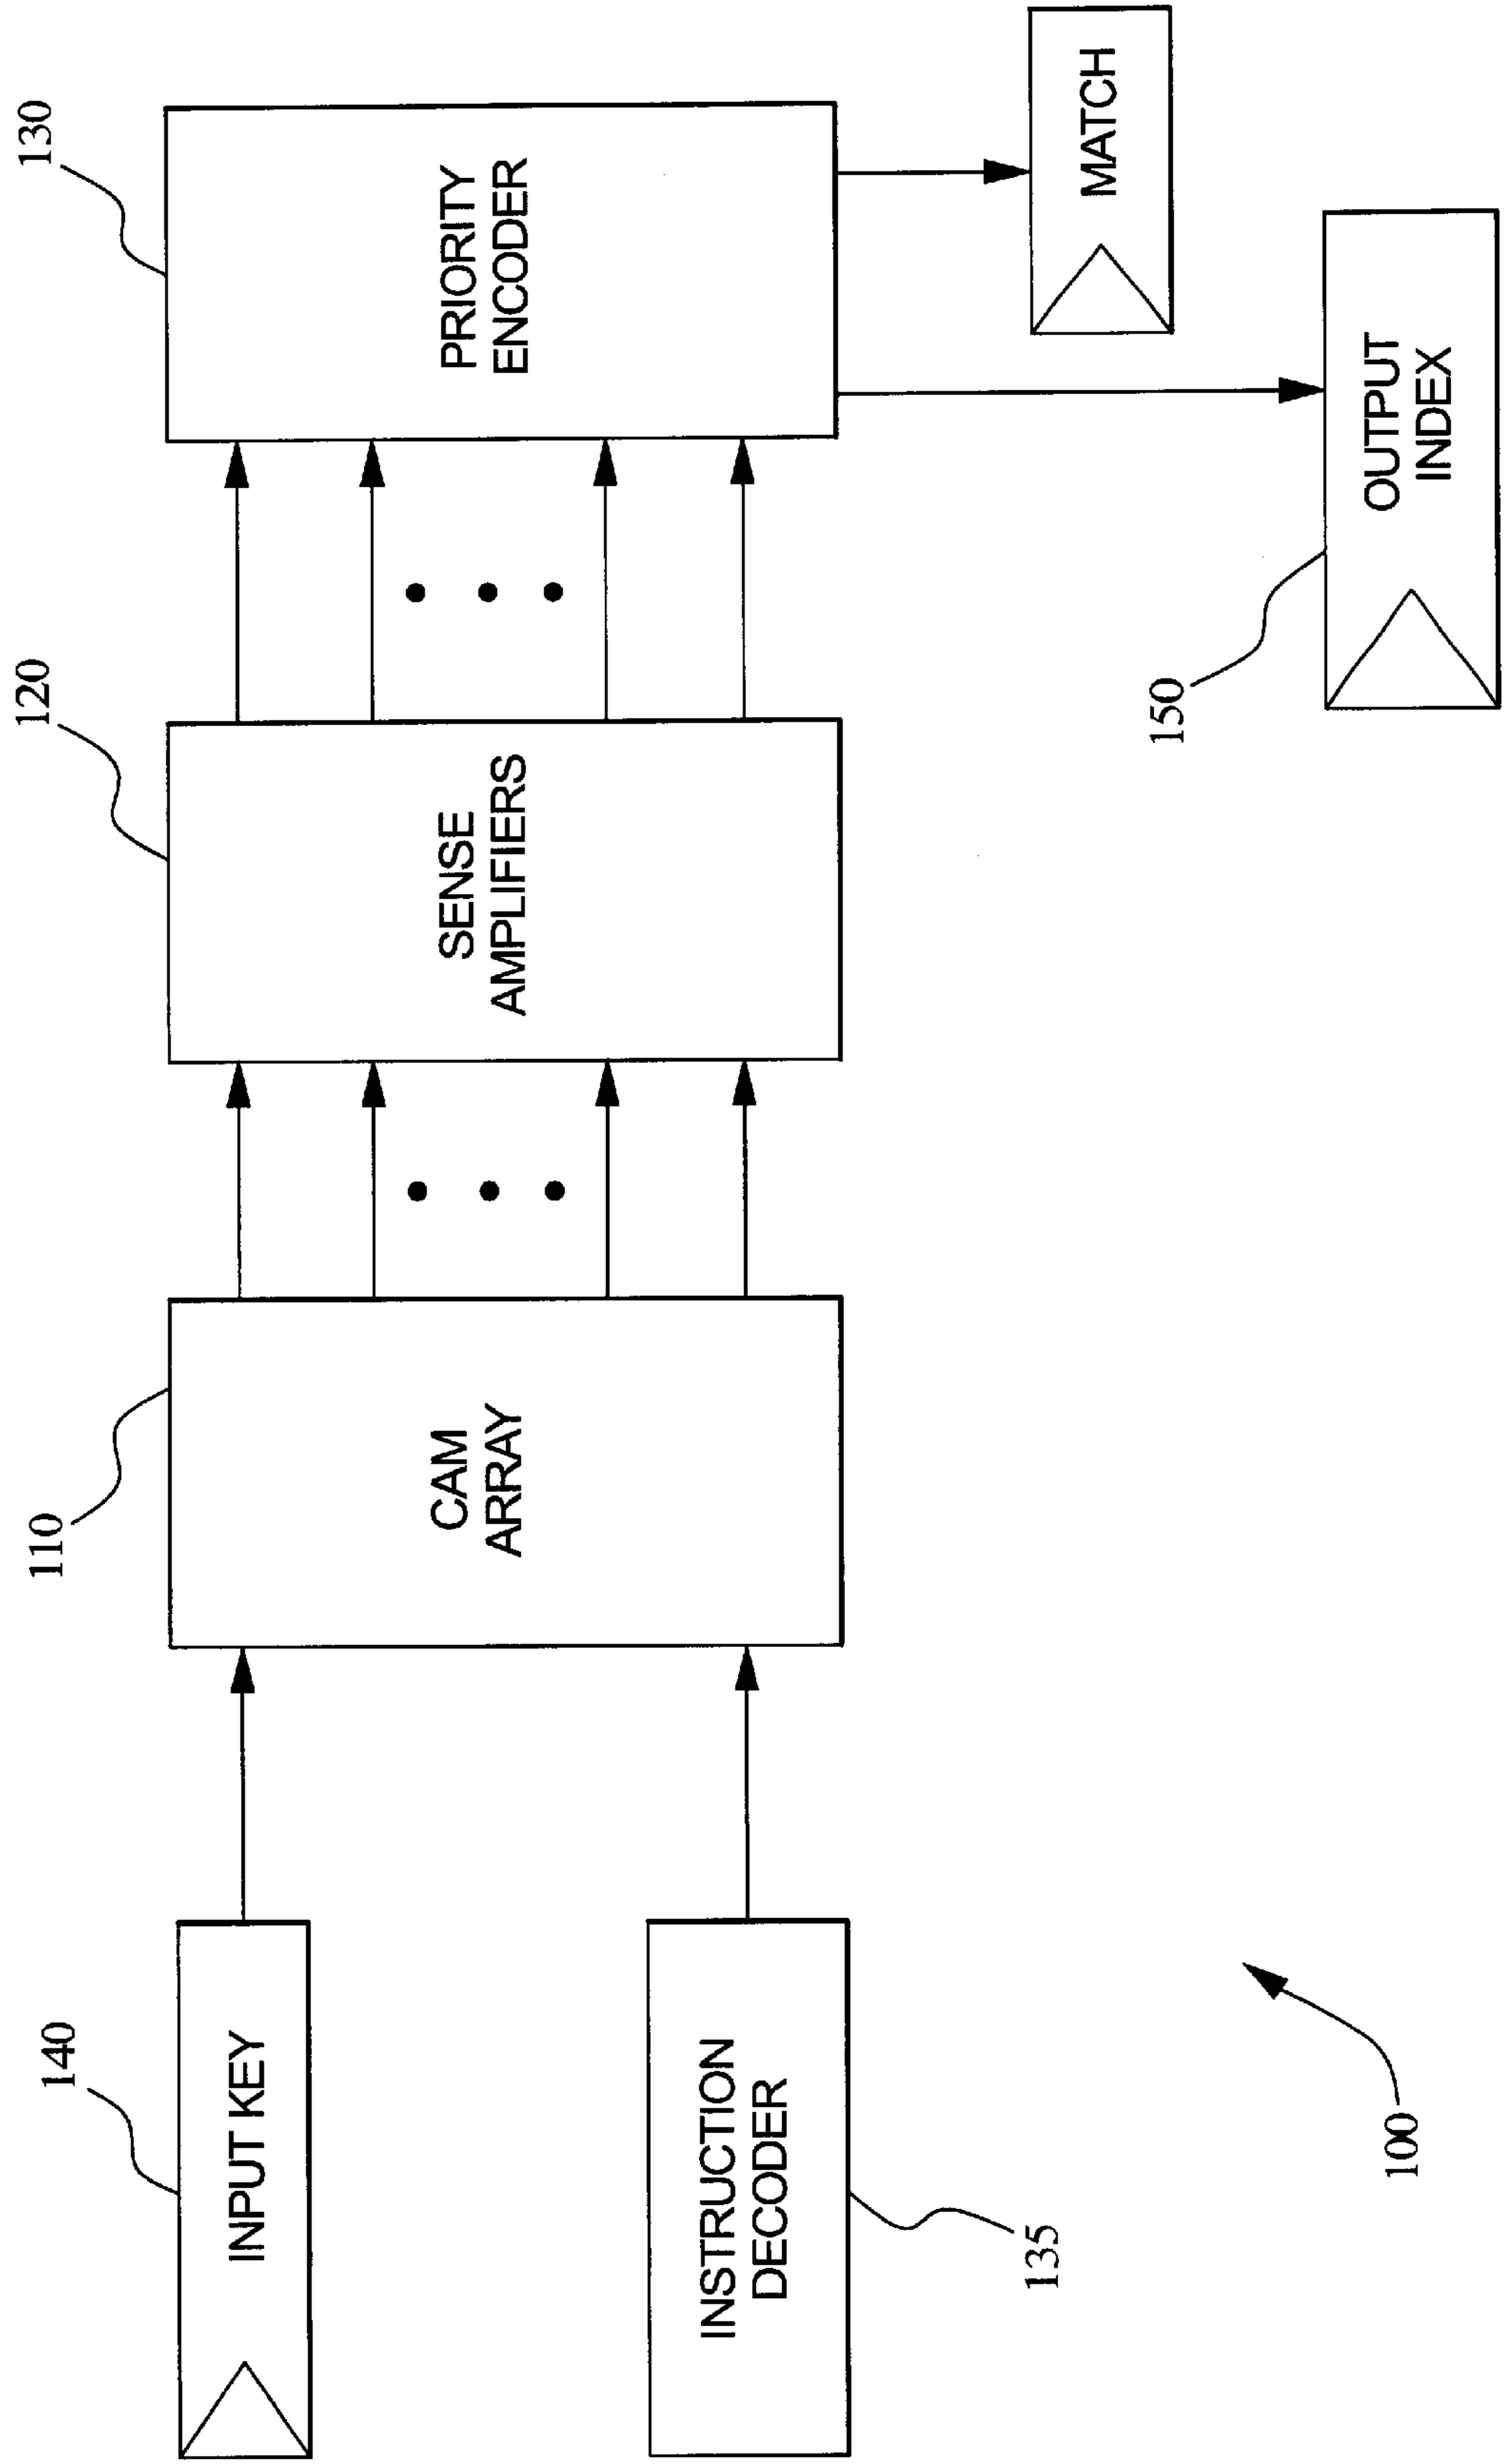 140
INPUT KEY
INSTRUCTION
DECODER
135
110
CAM
ARRAY
120
SENSE
AMPLIFIERS
130
PRIORITY
ENCODER
MATCH
150
OUTPUT
INDEX
100